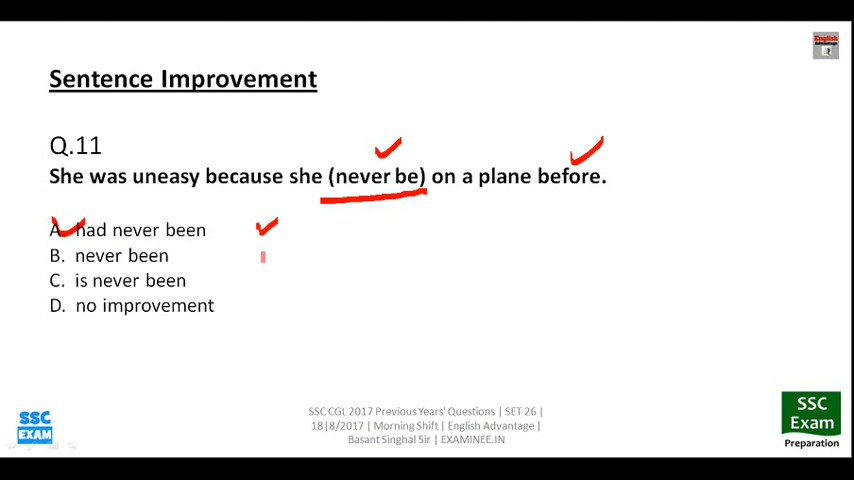 English
Advantage
Sentence Improvement
Q.11
She was uneasy because she (never be) on a plane before.
A. had never been
B. never been
C. is never been
D. no improvement
SSC CGL 2017 Previous Years' Questions | SET 26 |
18|8/2017 | Morning Shift | English Advantage |
Basant Singhal Sir | EXAMINEE.IN
SSC
EXAM
SSC
Exam
Preparation